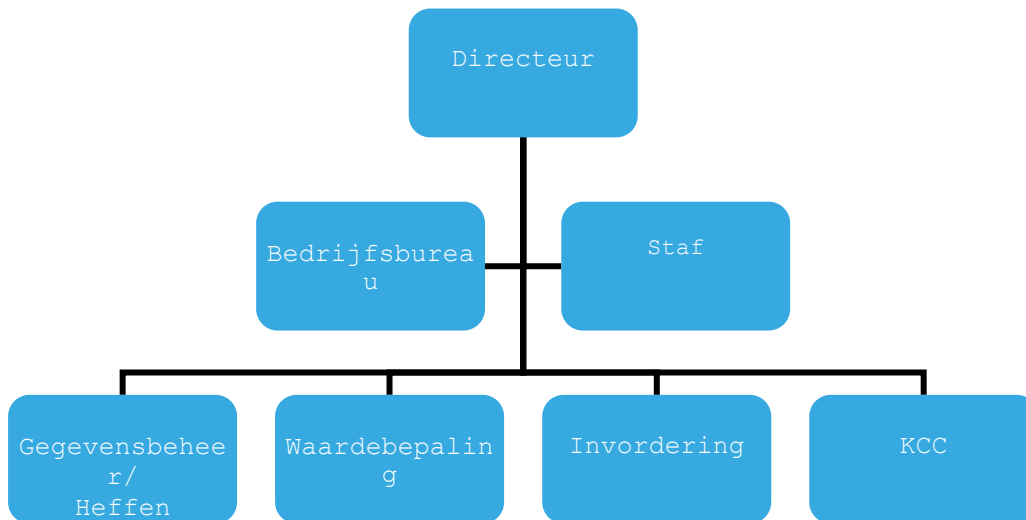 Directeur
Bedrijfsburea
u
Staf
Gegevensbehee
r/
Heffen
Waardebepalin
g
Invordering
KCC